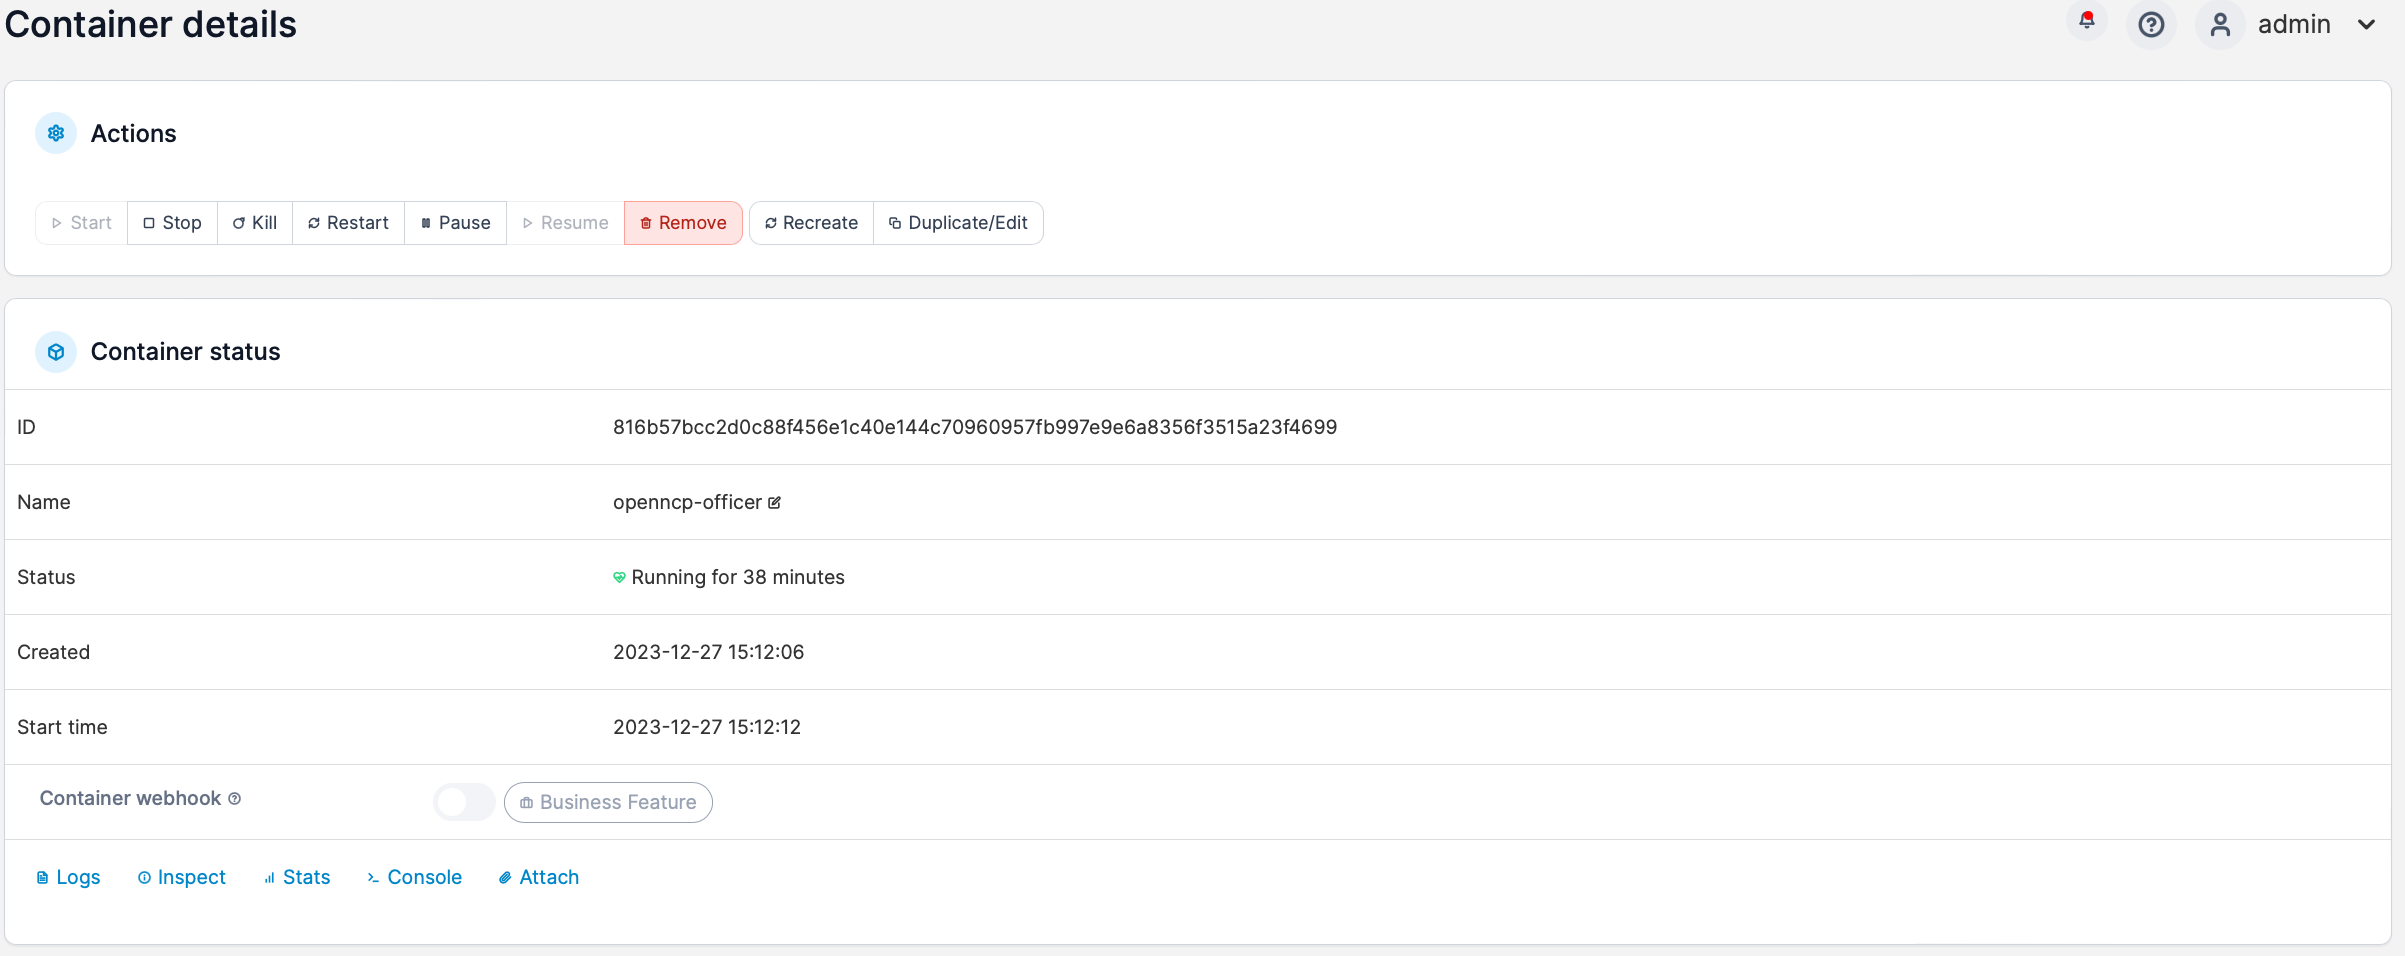 Container details
admin
Actions
Start Stop Kill Restart Pause Resume Remove Recreate Duplicate/Edit
Container status
ID 816b57bcc2d0c88f456e1c40e144c70960957fb997e9e6a8356f3515a23f4699
Name openncp-officer
Status Running for 38 minutes
Created 2023-12-27 15:12:06
Start time 2023-12-27 15:12:12
Container webhook Business Feature
Logs Inspect Stats Console Attach